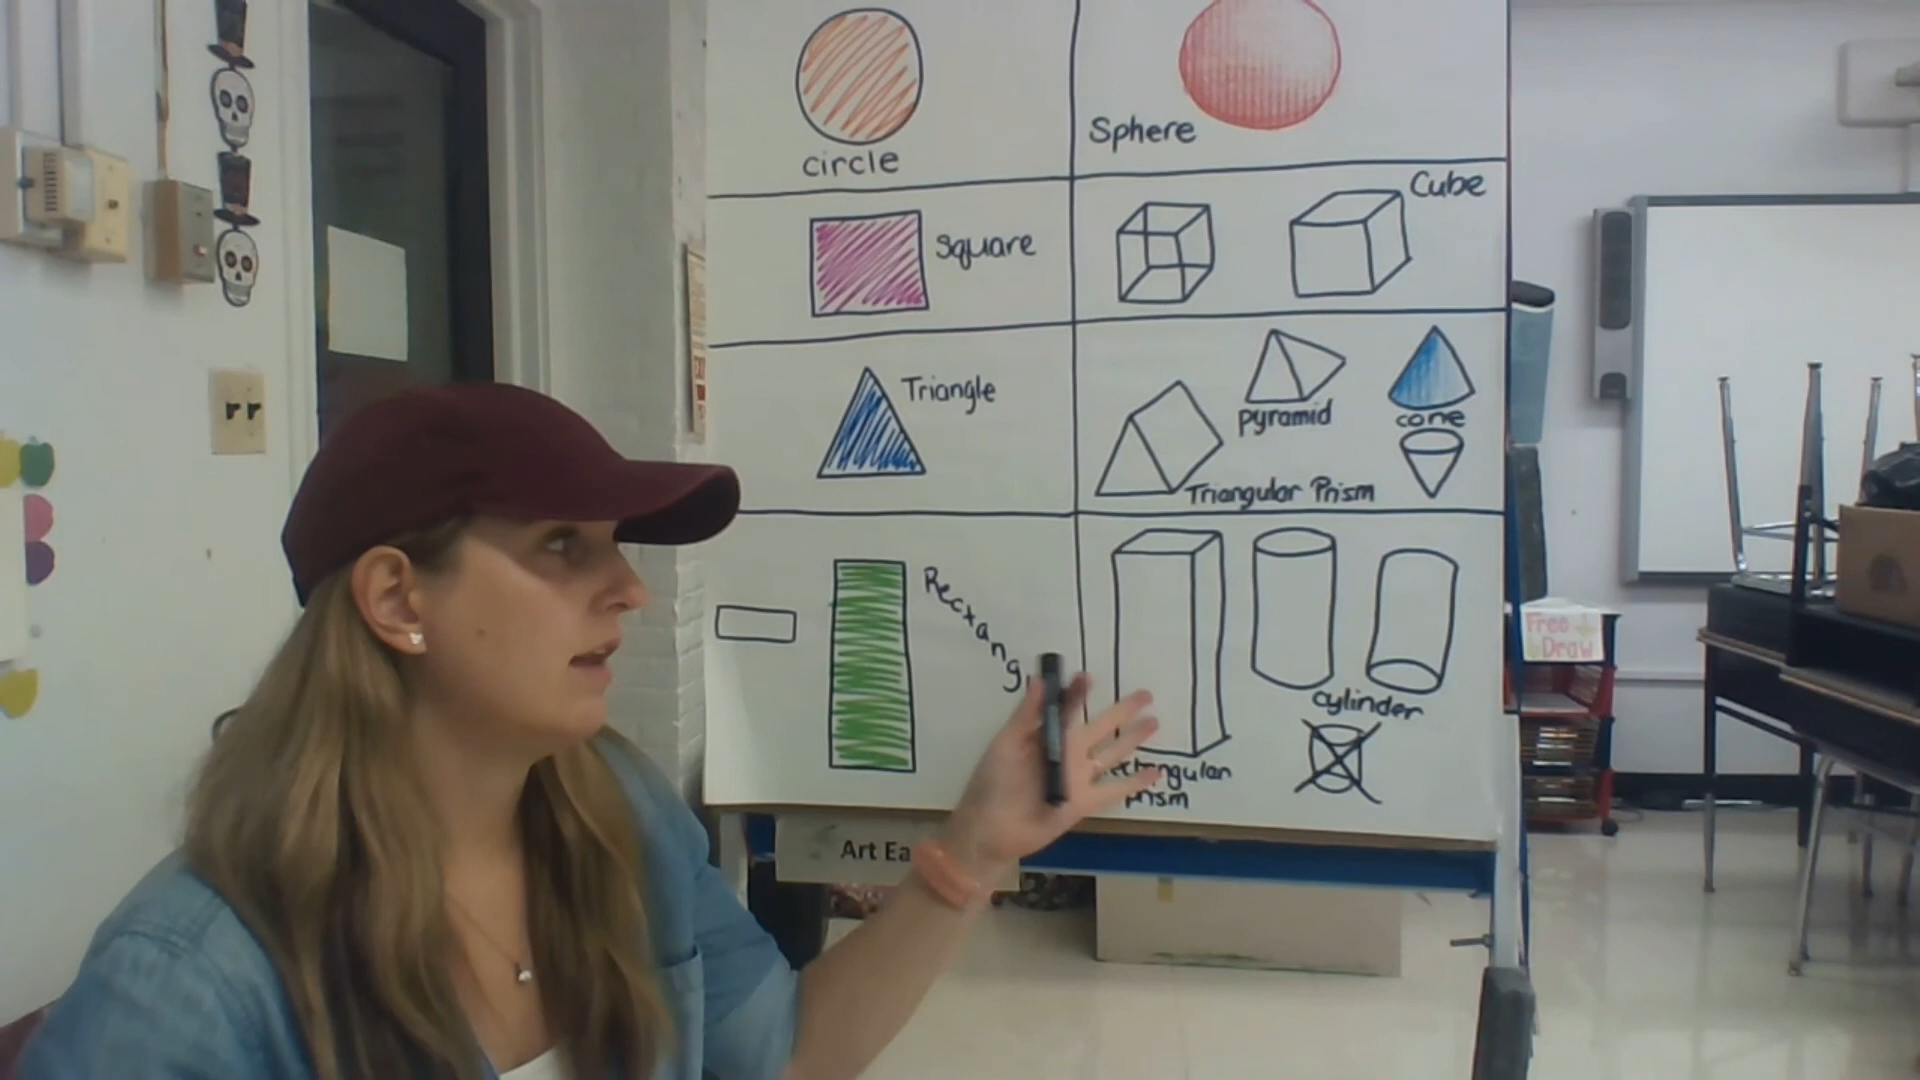 circle
Sphere
Square
Cube
Triangle
pyramid
cone
Triangular Prism
Rectang
cylinder
prism
Art Ea
Free
Draw